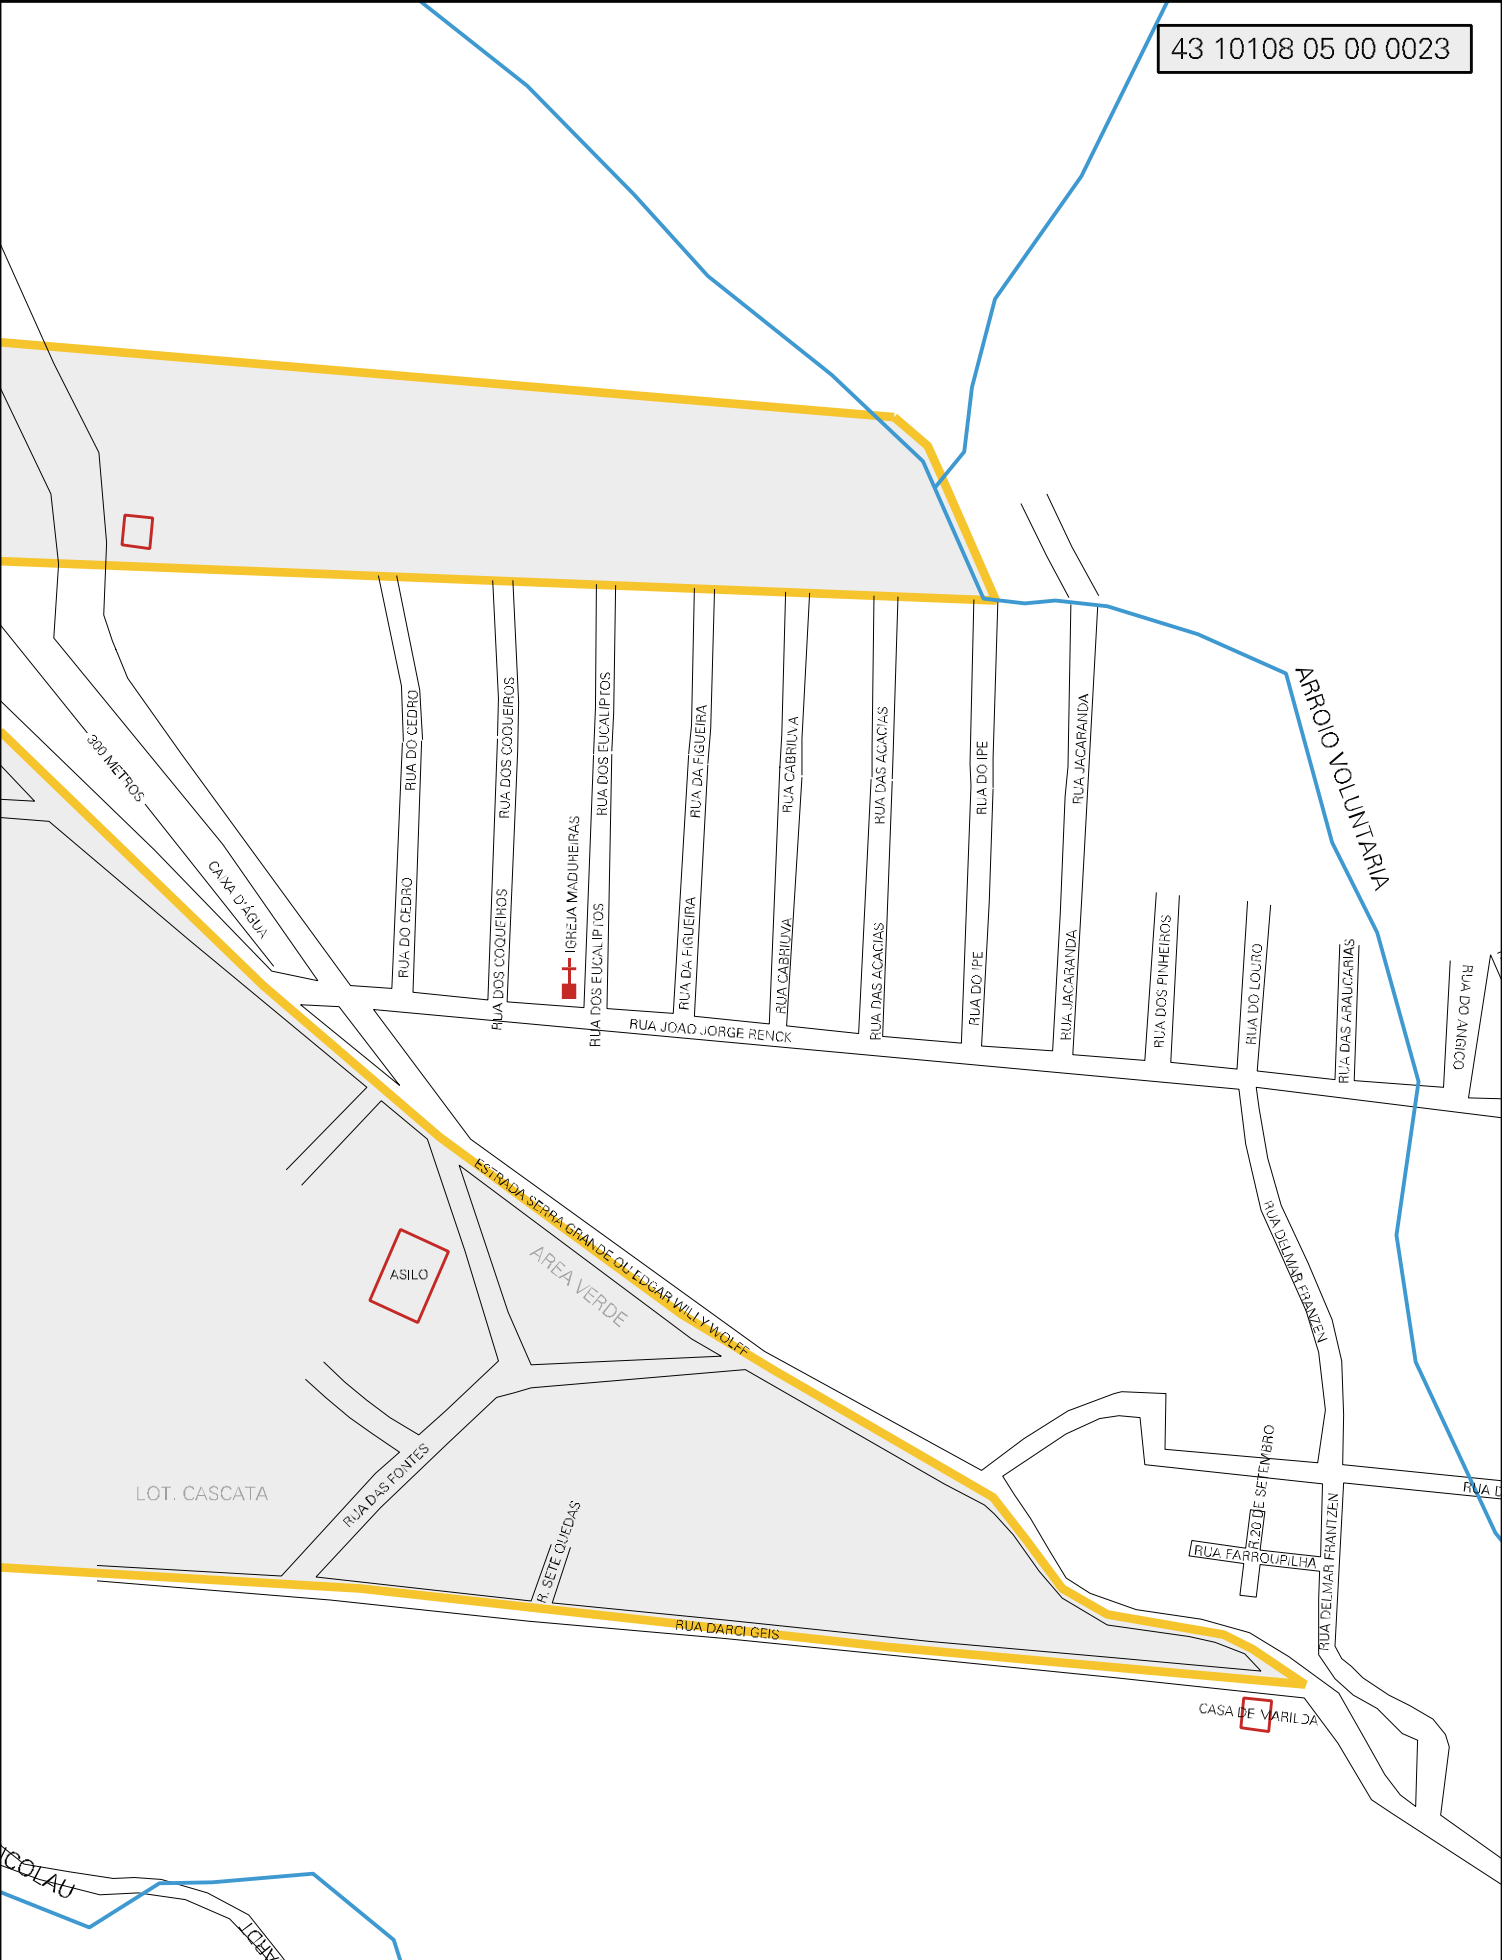 43 10108 05 00 0023
ARROIO VOLUNTARIA
300 METROS
CAIXA D'ÁGUA
RUA DO CEDRO
RUA DOS COQUEIROS
RUA DOS EUCALIPTOS
RUA DA FIGUEIRA
RUA CABRIUVA
RUA DAS ACACIAS
RUA DO IPE
RUA JACARANDA
IGREJA MADUREIRAS
RUA DO CEDRO
RUA DOS COQUEIROS
RUA DOS EUCALIPTOS
RUA DA FIGUEIRA
RUA CABRIUVA
RUA DAS ACACIAS
RUA DO IPE
RUA JACARANDA
RUA DOS PINHEIROS
RUA DO LOURO
RUA DAS ARAUCARIAS
RUA DO ANGICO
RUA JOAO JORGE RENCK
ESTRADA SERRA GRANDE OU EDGAR WILLY WOLFF
AREA VERDE
ASILO
RUA DELMAR FRANZEN
LOT. CASCATA
RUA DAS FONTES
R. SETE QUEDAS
R.20 DE SETEMBRO
RUA FARROUPILHA
RUA DELMAR FRANTZEN
RUA D
RUA DARCI GEIS
CASA DE MARILDA
ICOLAU
ARDT